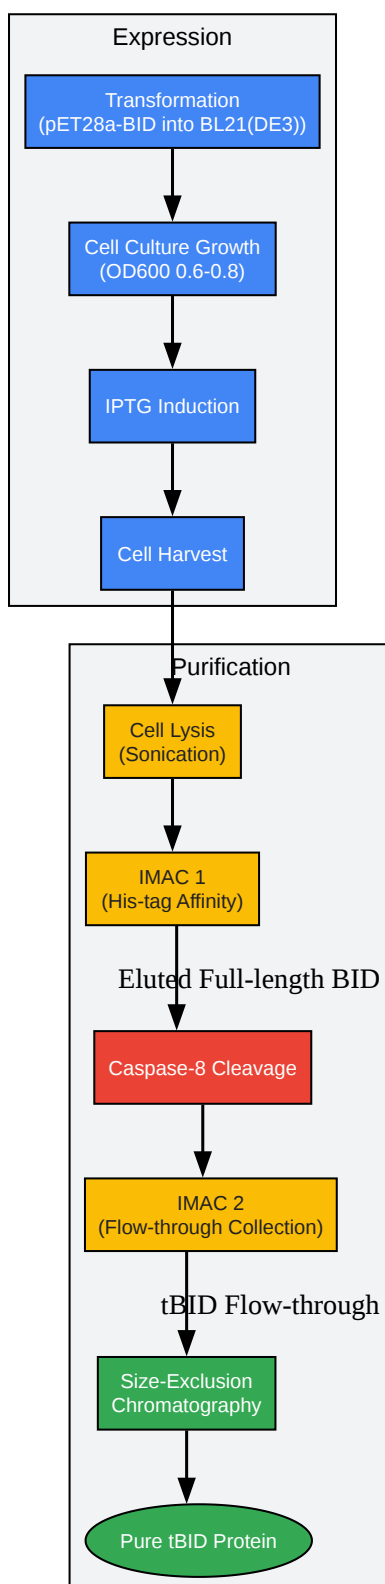 Expression
Transformation
(pET28a-BID into BL21(DE3))
Cell Culture Growth
(OD600 0.6-0.8)
IPTG Induction
Cell Harvest
Purification
Cell Lysis
(Sonication)
IMAC 1
(His-tag Affinity)
Eluted Full-length BID
Caspase-8 Cleavage
IMAC 2
(Flow-through Collection)
tBID Flow-through
Size-Exclusion
Chromatography
Pure tBID Protein